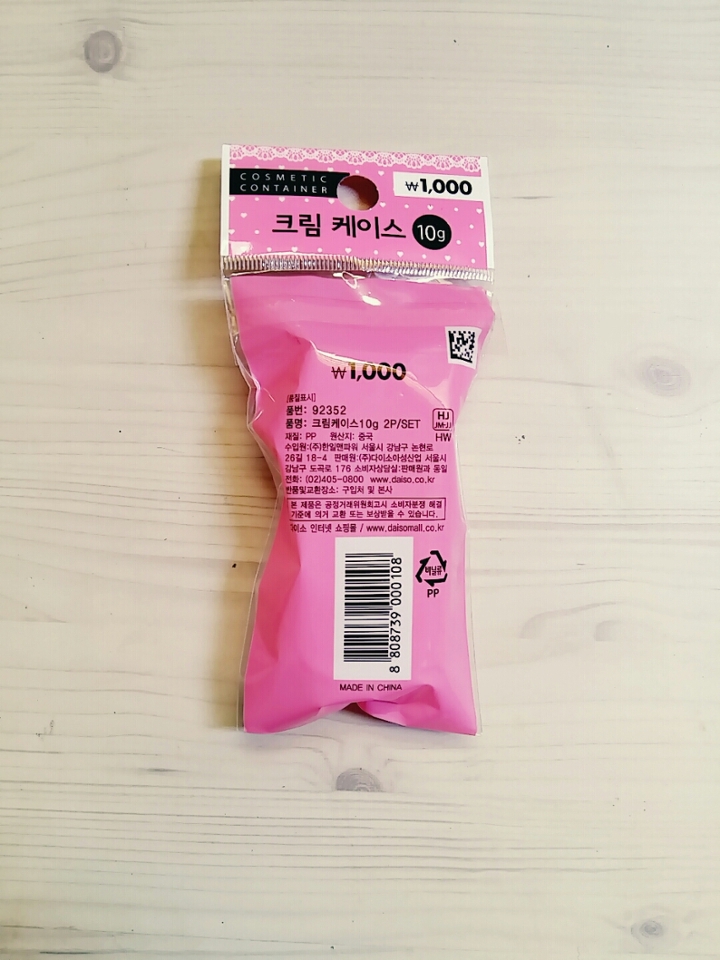 COSMETIC
CONTAINER
₩1,000
크림 케이스 10g
₩1,000
[품질표시]
품번: 92352
품명: 크림케이스10g 2P/SET
HJ
JM-JJ
HW
재질: PP 원산지: 중국
수입원:(주)한일맨파워 서울시 강남구 논현로
26길 18-4 판매원:(주)다이소아성산업 서울시
강남구 도곡로 176 소비자상담실:판매원과 동일
전화: (02)405-0800 www.daiso.co.kr
반품및교환장소: 구입처 및 본사
본 제품은 공정거래위원회고시 소비자분쟁 해결
기준에 의거 교환 또는 보상받을 수 있습니다.
다이소 인터넷 쇼핑몰 / www.daisomall.co.kr
비닐류
PP
8 808739 000108
MADE IN CHINA